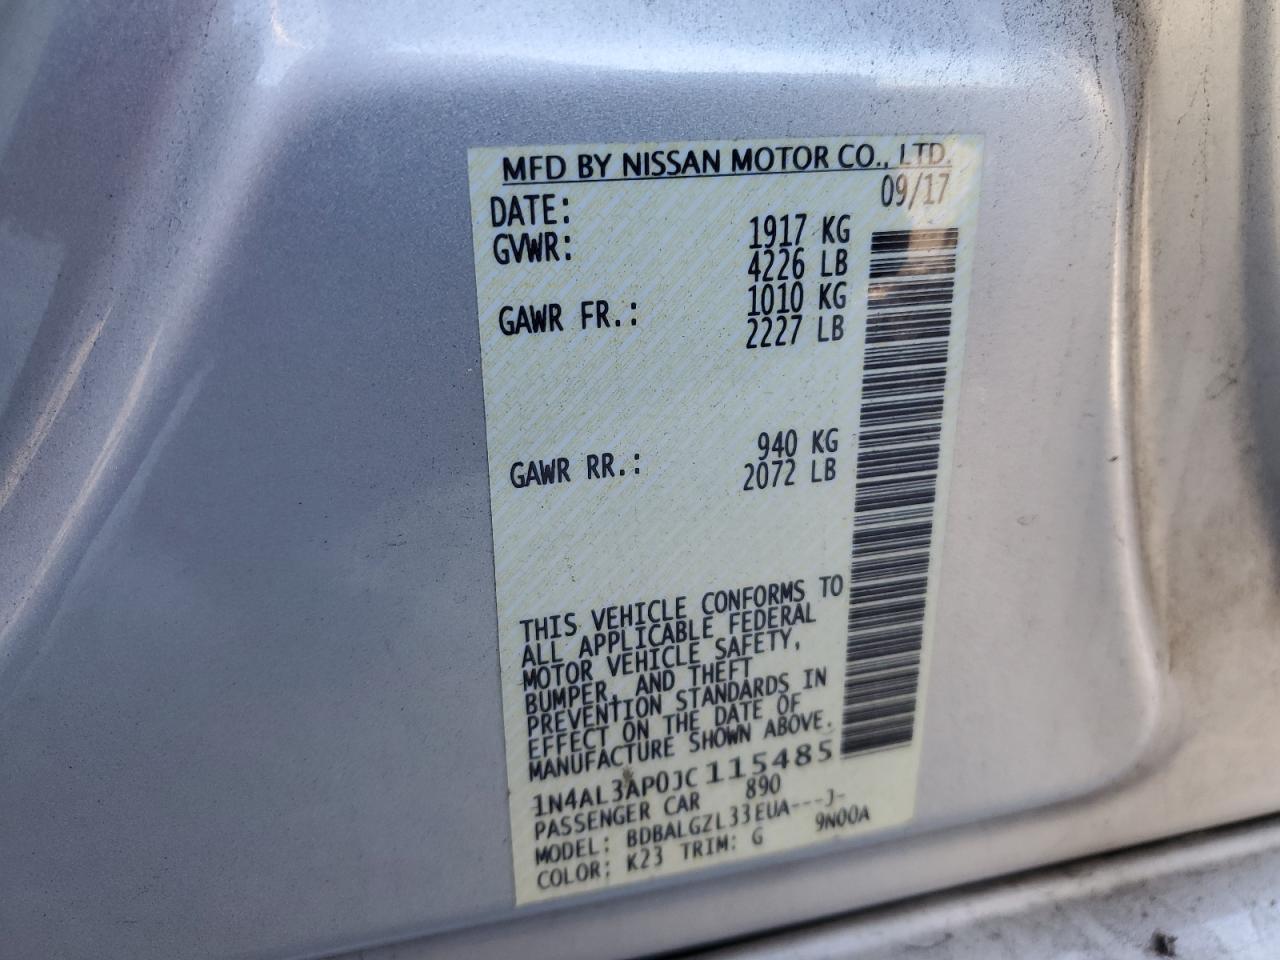 MFD BY NISSAN MOTOR CO., LTD.
DATE: 09/17
GVWR: 1917 KG
4226 LB
GAWR FR.: 1010 KG
2227 LB
GAWR RR.: 940 KG
2072 LB
THIS VEHICLE CONFORMS TO
ALL APPLICABLE FEDERAL
MOTOR VEHICLE SAFETY,
BUMPER, AND THEFT
PREVENTION STANDARDS IN
EFFECT ON THE DATE OF
MANUFACTURE SHOWN ABOVE.
1N4AL3AP0JC115485
PASSENGER CAR 890
MODEL: BDBALGZL33EUA---J-
COLOR: K23 TRIM: G 9N00A